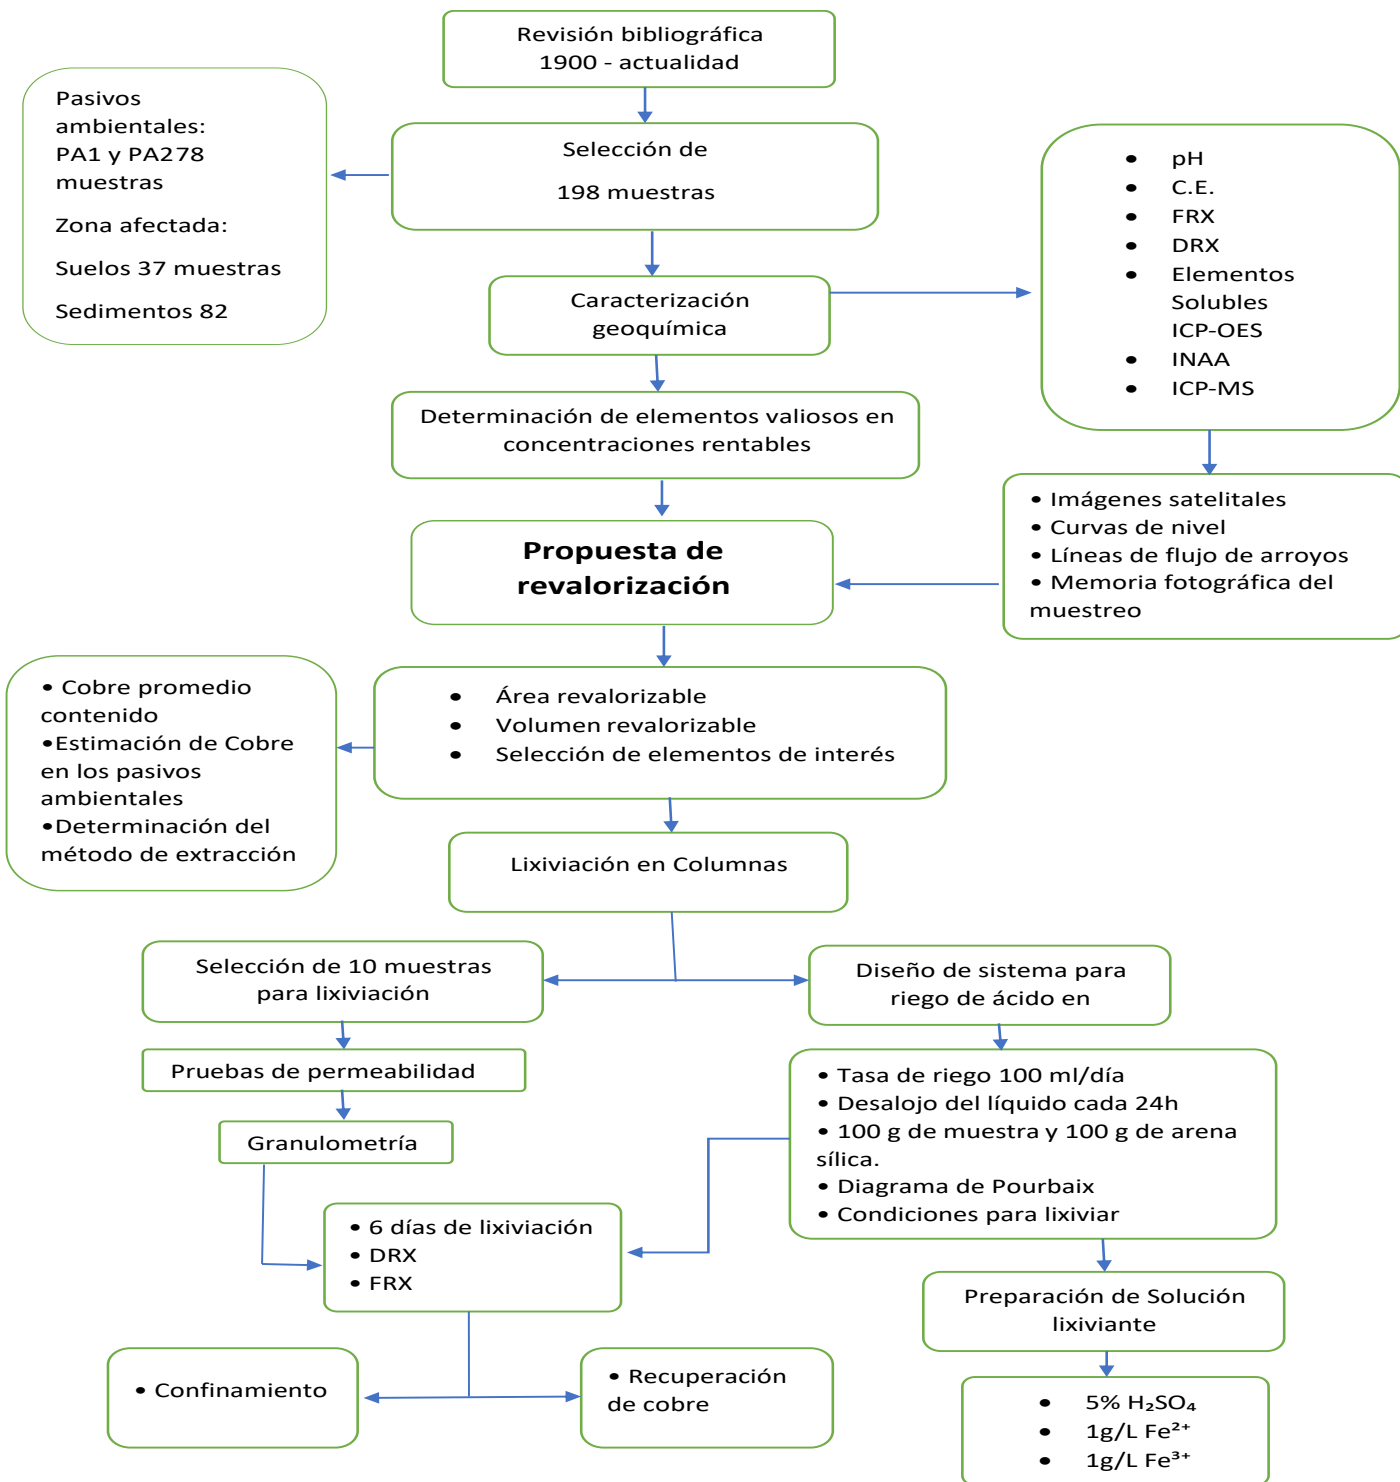 Revisión bibliográfica
1900 - actualidad
Pasivos
ambientales:
PA1 y PA278
muestras
Zona afectada:
Suelos 37 muestras
Sedimentos 82
Selección de
198 muestras
• pH
• C.E.
• FRX
• DRX
• Elementos
Solubles
ICP-OES
• INAA
• ICP-MS
Caracterización
geoquímica
Determinación de elementos valiosos en
concentraciones rentables
• Imágenes satelitales
• Curvas de nivel
• Líneas de flujo de arroyos
• Memoria fotográfica del
muestreo
Propuesta de
revalorización
• Cobre promedio
contenido
•Estimación de Cobre
en los pasivos
ambientales
•Determinación del
método de extracción
• Área revalorizable
• Volumen revalorizable
• Selección de elementos de interés
Lixiviación en Columnas
Selección de 10 muestras
para lixiviación
Diseño de sistema para
riego de ácido en
Pruebas de permeabilidad
Granulometría
• Tasa de riego 100 ml/día
• Desalojo del líquido cada 24h
• 100 g de muestra y 100 g de arena
sílica.
• Diagrama de Pourbaix
• Condiciones para lixiviar
• 6 días de lixiviación
• DRX
• FRX
Preparación de Solución
lixiviante
• Confinamiento
• Recuperación
de cobre
• 5% H₂SO₄
• 1g/L Fe²⁺
• 1g/L Fe³⁺